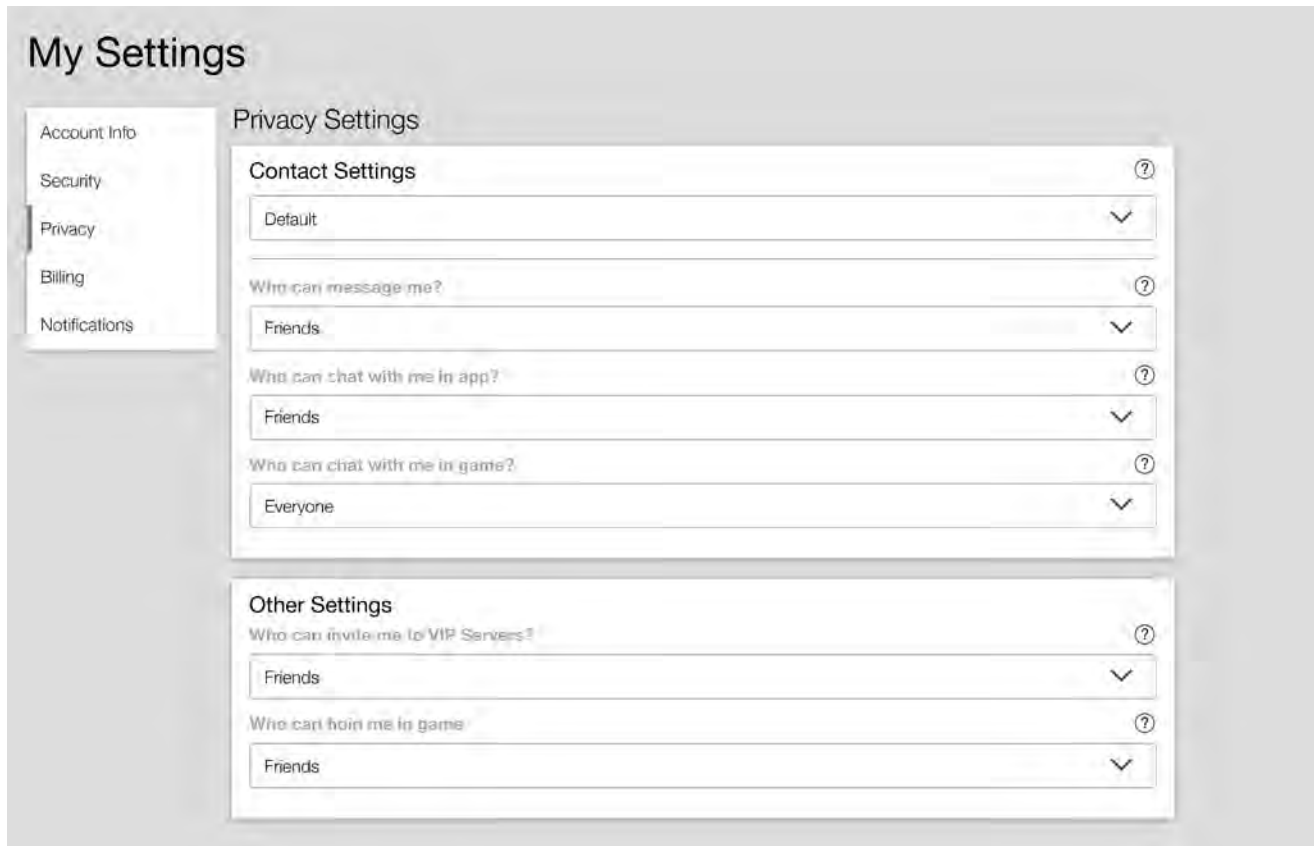 My Settings
Account Info
Security
Privacy
Billing
Notifications
Privacy Settings
Contact Settings
Default
Who can message me?
Friends
Who can chat with me in app?
Friends
Who can chat with me in game?
Everyone
Other Settings
Who can invite me to VIP Servers?
Friends
Who can hoin me in game
Friends